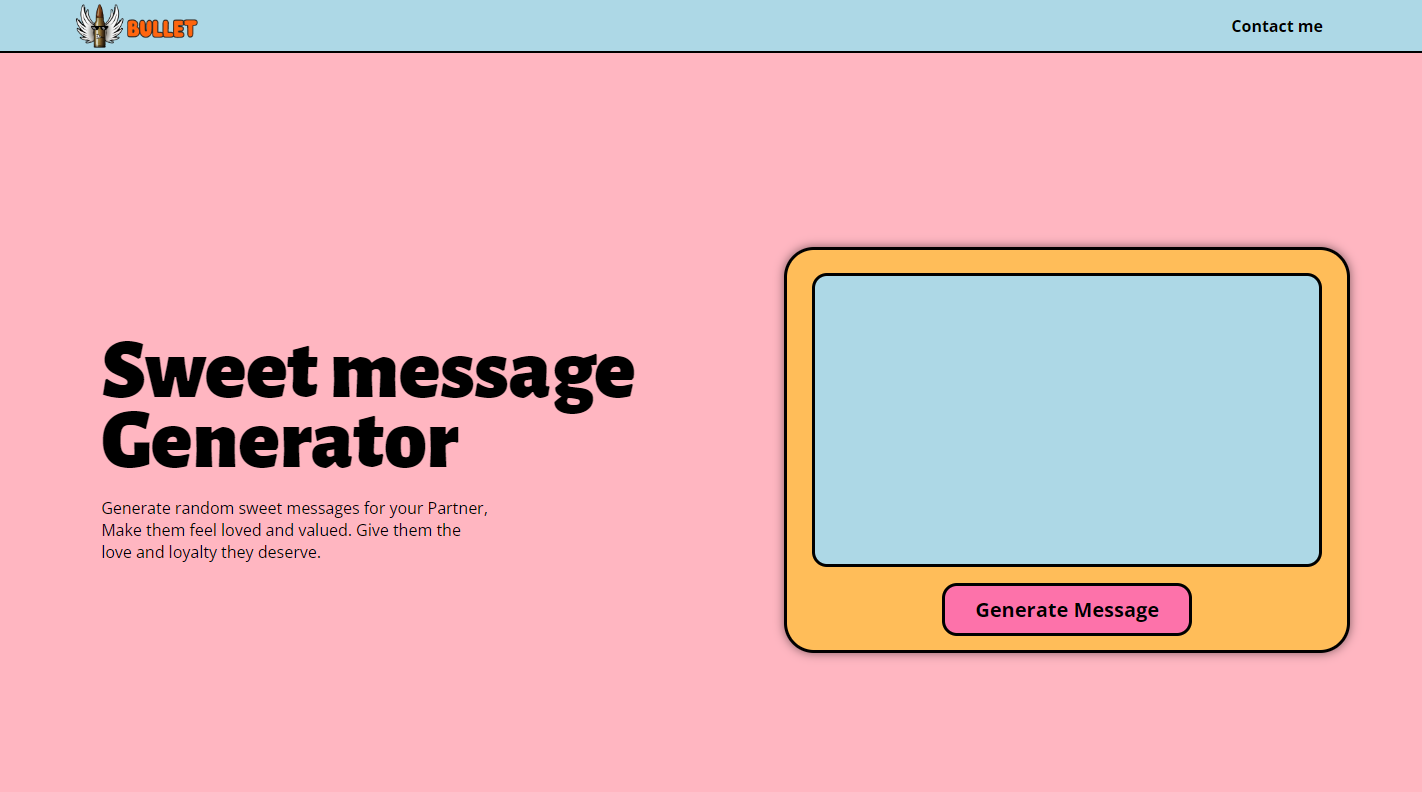 BULLET
Contact me
Sweet message
Generator
Generate random sweet messages for your Partner,
Make them feel loved and valued. Give them the
love and loyalty they deserve.
Generate Message